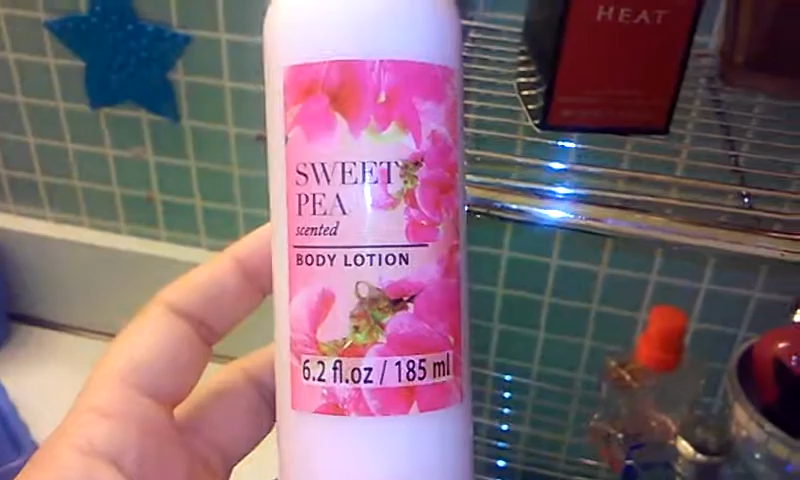 HEAT
SWEET
PEA
scented
BODY LOTION
6.2 fl.oz / 185 ml